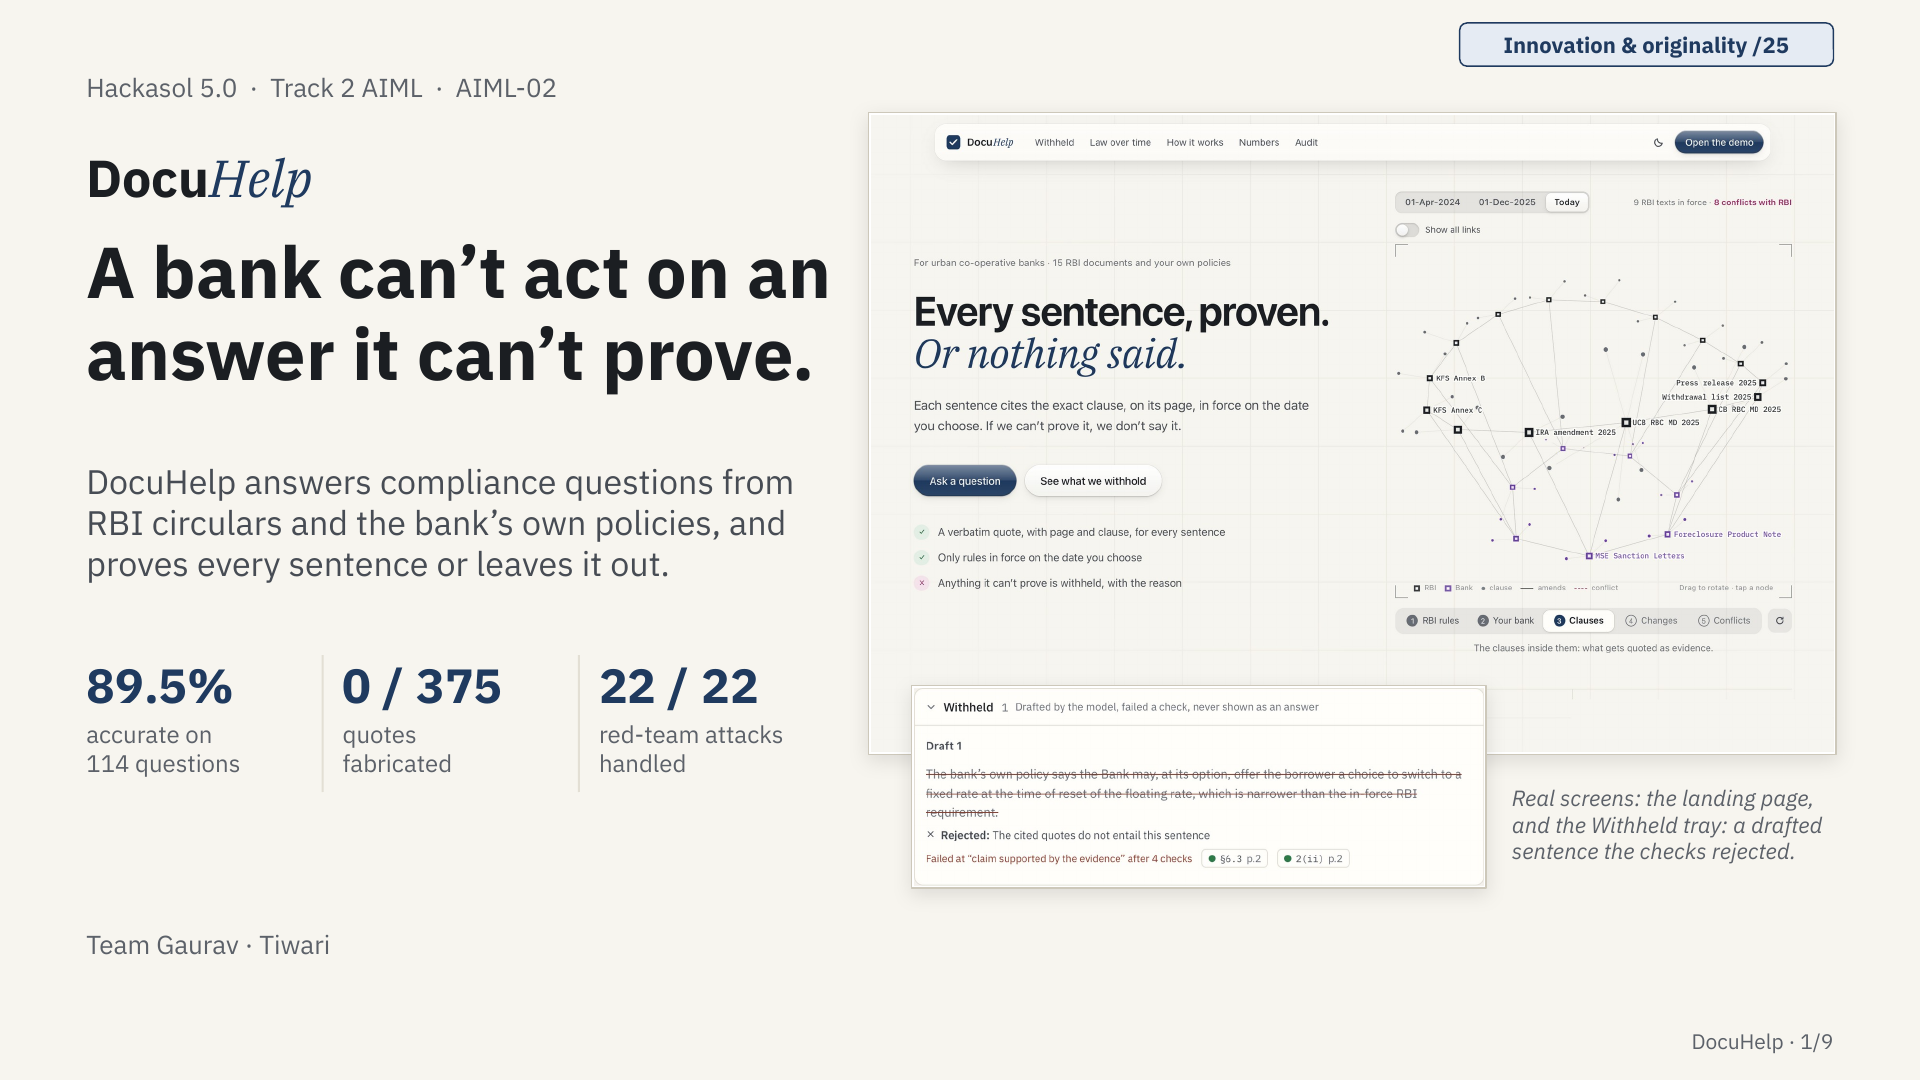 Innovation & originality /25
Hackasol 5.0 · Track 2 AIML · AIML-02
DocuHelp
A bank can’t act on an
answer it can’t prove.
DocuHelp answers compliance questions from
RBI circulars and the bank’s own policies, and
proves every sentence or leaves it out.
89.5%
accurate on
114 questions
0 / 375
quotes
fabricated
22 / 22
red-team attacks
handled
Team Gaurav · Tiwari
DocuHelp Withheld Law over time How it works Numbers Audit Open the demo
01-Apr-2024 01-Dec-2025 Today
9 RBI texts in force · 8 conflicts with RBI
Show all links
For urban co-operative banks · 15 RBI documents and your own policies
Every sentence, proven.
Or nothing said.
Each sentence cites the exact clause, on its page, in force on the date
you choose. If we can’t prove it, we don’t say it.
Ask a question See what we withhold
A verbatim quote, with page and clause, for every sentence
Only rules in force on the date you choose
Anything it can’t prove is withheld, with the reason
KFS Annex B
Press release 2025
Withdrawal list 2025
KFS Annex C
CB RBC MD 2025
UCB RBC MD 2025
IRA amendment 2025
Foreclosure Product Note
MSE Sanction Letters
RBI Bank clause amends conflict Drag to rotate · tap a node
1 RBI rules 2 Your bank 3 Clauses 4 Changes 5 Conflicts
The clauses inside them: what gets quoted as evidence.
Withheld 1 Drafted by the model, failed a check, never shown as an answer
Draft 1
The bank’s own policy says the Bank may, at its option, offer the borrower a choice to switch to a
fixed rate at the time of reset of the floating rate, which is narrower than the in-force RBI
requirement.
Rejected: The cited quotes do not entail this sentence
Failed at “claim supported by the evidence” after 4 checks §6.3 p.2 2(ii) p.2
Real screens: the landing page,
and the Withheld tray: a drafted
sentence the checks rejected.
DocuHelp · 1/9